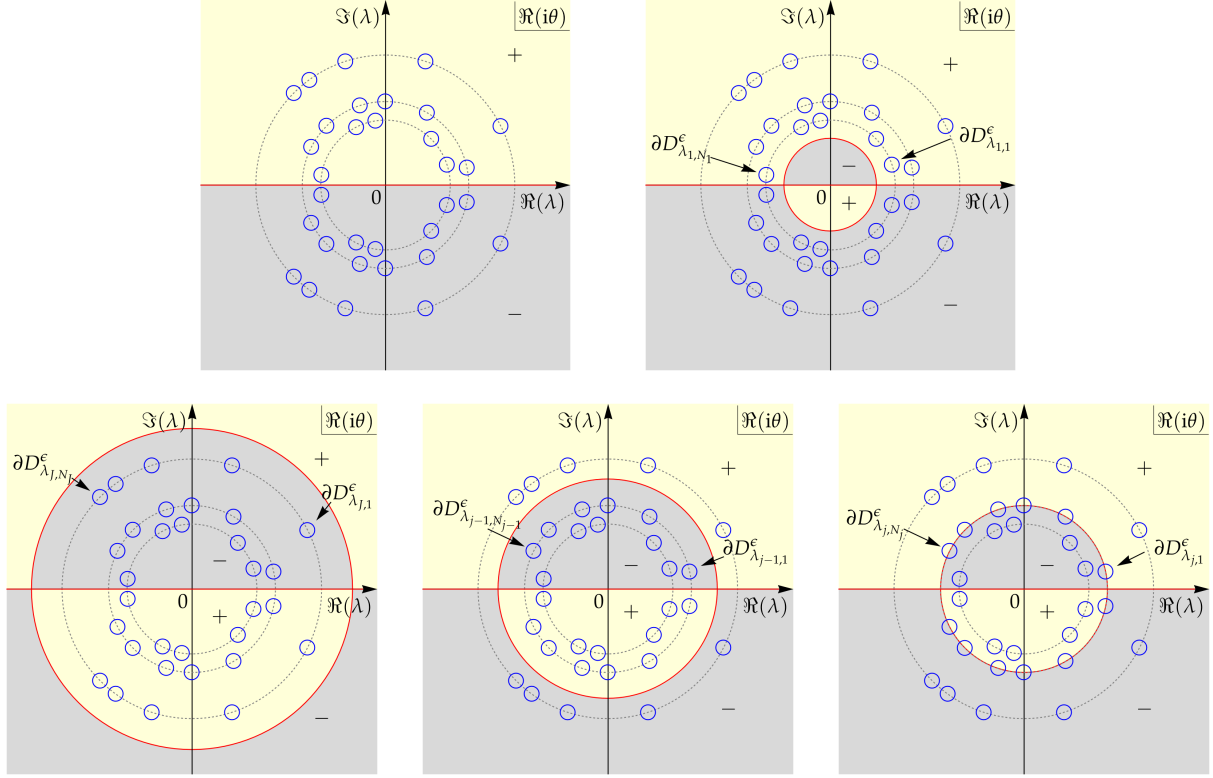 ℑ(λ) ℜ(iθ)
+
0 ℜ(λ)
−
ℑ(λ) ℜ(iθ)
+
∂D^ϵ_{λ_{1,N_1}} ∂D^ϵ_{λ_{1,1}}
−
0 + ℜ(λ)
−
ℑ(λ) ℜ(iθ)
+
∂D^ϵ_{λ_{J,N_J}} ∂D^ϵ_{λ_{J,1}}
−
0 + ℜ(λ)
−
ℑ(λ) ℜ(iθ)
+
∂D^ϵ_{λ_{j−1,N_{j−1}}} ∂D^ϵ_{λ_{j−1,1}}
−
0 + ℜ(λ)
−
ℑ(λ) ℜ(iθ)
+
∂D^ϵ_{λ_{j,N_j}} ∂D^ϵ_{λ_{j,1}}
−
0 + ℜ(λ)
−